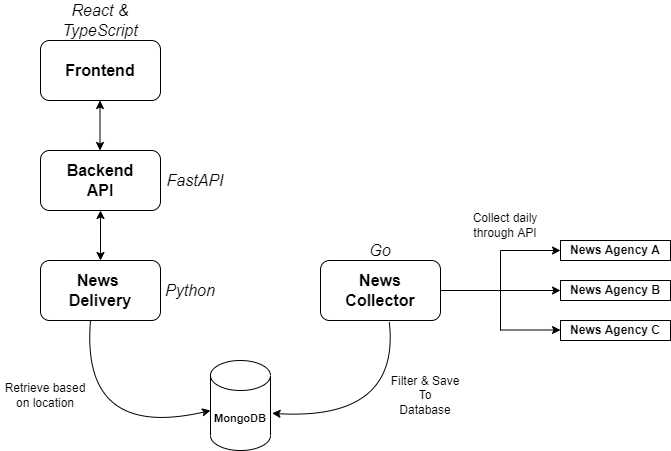 React &
TypeScript
Frontend
Backend
API
FastAPI
News
Delivery
Python
Retrieve based
on location
MongoDB
Go
News
Collector
Filter & Save
To
Database
Collect daily
through API
News Agency A
News Agency B
News Agency C